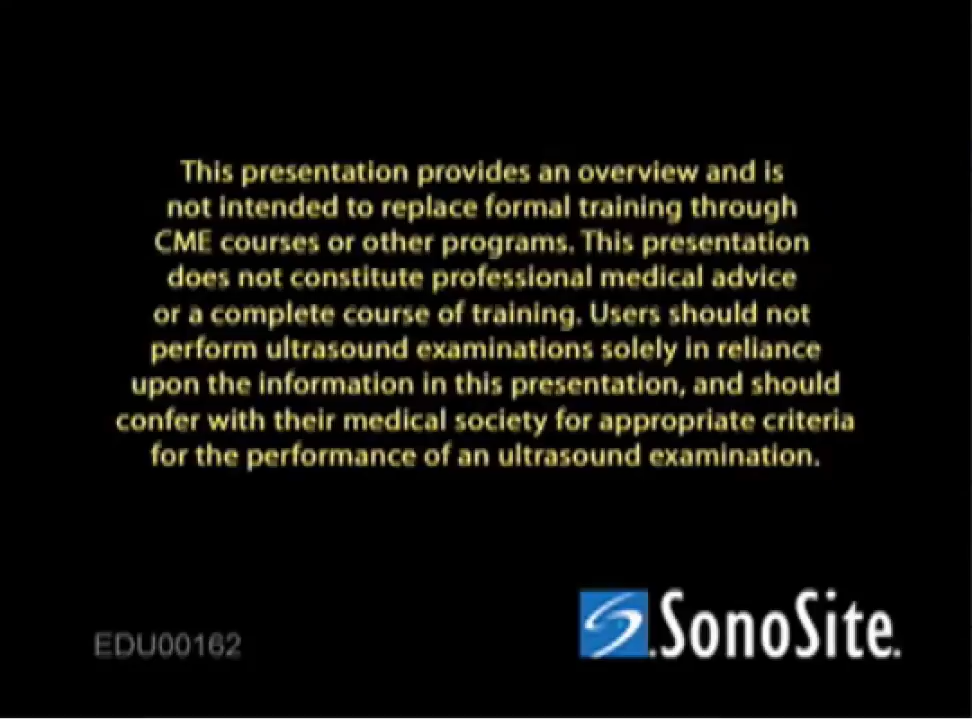 This presentation provides an overview and is
not intended to replace formal training through
CME courses or other programs. This presentation
does not constitute professional medical advice
or a complete course of training. Users should not
perform ultrasound examinations solely in reliance
upon the information in this presentation, and should
confer with their medical society for appropriate criteria
for the performance of an ultrasound examination.
EDU00162
SonoSite.